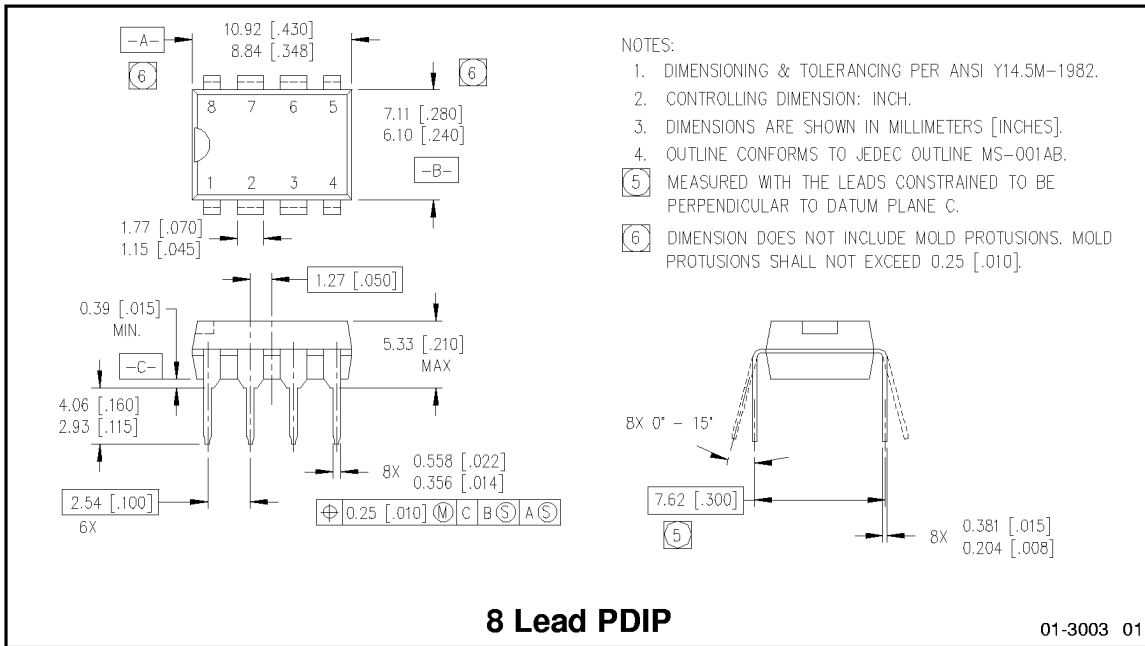 10.92 [.430]
8.84 [.348]
-A-
6
6
8 7 6 5
7.11 [.280]
6.10 [.240]
-B-
1 2 3 4
1.77 [.070]
1.15 [.045]
1.27 [.050]
0.39 [.015]
MIN.
5.33 [.210]
MAX
-C-
4.06 [.160]
2.93 [.115]
8X 0.558 [.022]
0.356 [.014]
2.54 [.100]
6X
⌖ 0.25 [.010] Ⓜ C B Ⓢ A Ⓢ
NOTES:
1. DIMENSIONING & TOLERANCING PER ANSI Y14.5M-1982.
2. CONTROLLING DIMENSION: INCH.
3. DIMENSIONS ARE SHOWN IN MILLIMETERS [INCHES].
4. OUTLINE CONFORMS TO JEDEC OUTLINE MS-001AB.
5 MEASURED WITH THE LEADS CONSTRAINED TO BE
PERPENDICULAR TO DATUM PLANE C.
6 DIMENSION DOES NOT INCLUDE MOLD PROTUSIONS. MOLD
PROTUSIONS SHALL NOT EXCEED 0.25 [.010].
8X 0° - 15°
7.62 [.300]
5
8X 0.381 [.015]
0.204 [.008]
8 Lead PDIP
01-3003 01